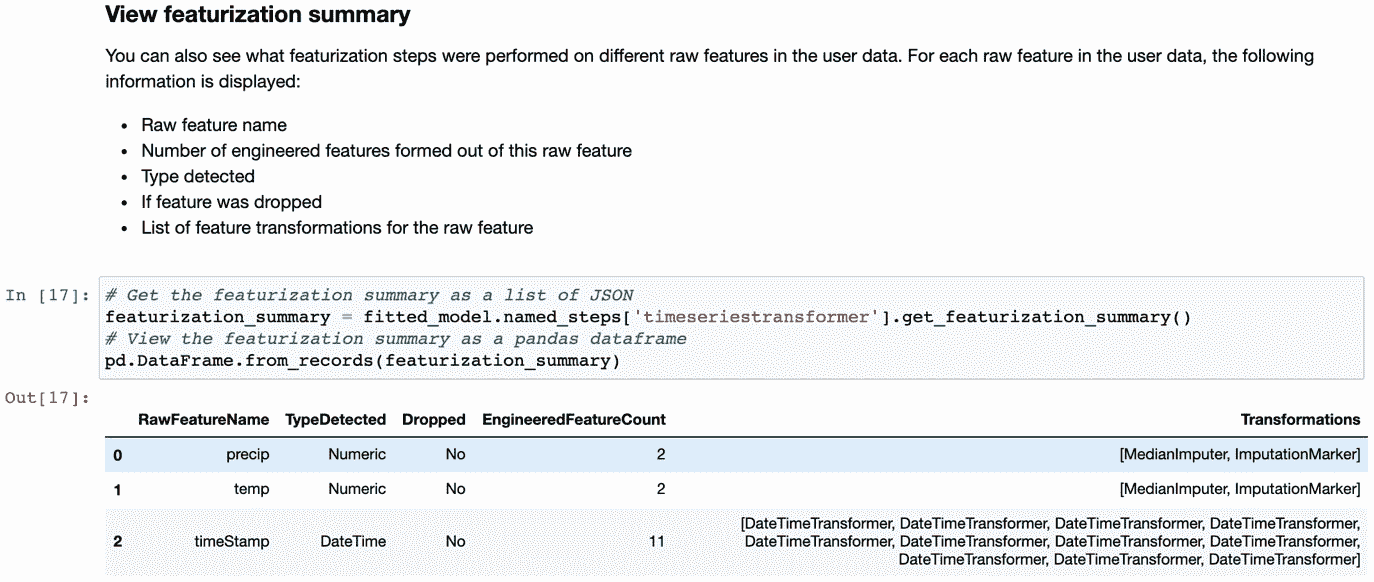 View featurization summary
You can also see what featurization steps were performed on different raw features in the user data. For each raw feature in the user data, the following
information is displayed:
• Raw feature name
• Number of engineered features formed out of this raw feature
• Type detected
• If feature was dropped
• List of feature transformations for the raw feature
In [17]: # Get the featurization summary as a list of JSON
featurization_summary = fitted_model.named_steps['timeseriestransformer'].get_featurization_summary()
# View the featurization summary as a pandas dataframe
pd.DataFrame.from_records(featurization_summary)
Out[17]:
RawFeatureName TypeDetected Dropped EngineeredFeatureCount Transformations
0 precip Numeric No 2 [MedianImputer, ImputationMarker]
1 temp Numeric No 2 [MedianImputer, ImputationMarker]
[DateTimeTransformer, DateTimeTransformer, DateTimeTransformer, DateTimeTransformer,
2 timeStamp DateTime No 11 DateTimeTransformer, DateTimeTransformer, DateTimeTransformer, DateTimeTransformer,
DateTimeTransformer, DateTimeTransformer, DateTimeTransformer]